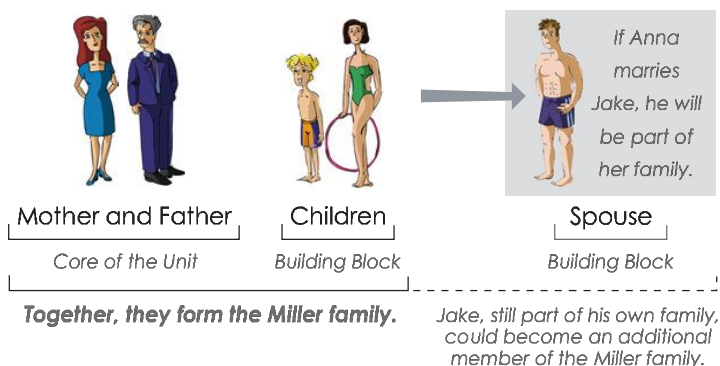 If Anna
marries
Jake, he will
be part of
her family.
Mother and Father
Children
Spouse
Core of the Unit
Building Block
Building Block
Together, they form the Miller family.
Jake, still part of his own family,
could become an additional
member of the Miller family.